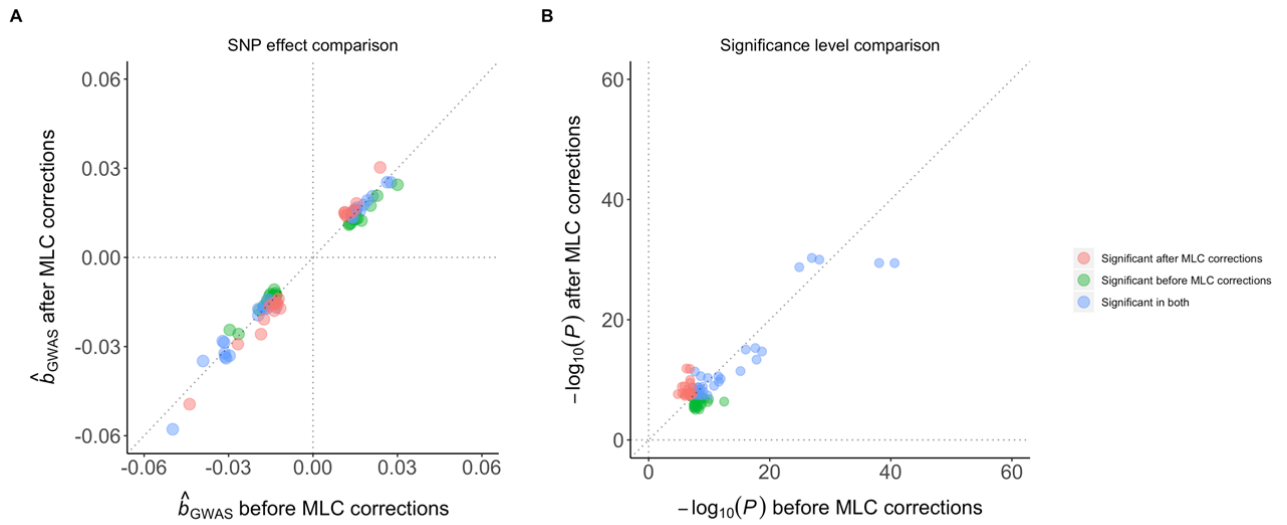 A
B
SNP effect comparison
Significance level comparison
0.06
0.03
0.00
-0.03
-0.06
b̂GWAS after MLC corrections
-0.06 -0.03 0.00 0.03 0.06
b̂GWAS before MLC corrections
60
40
20
0
−log10(P) after MLC corrections
0 20 40 60
−log10(P) before MLC corrections
Significant after MLC corrections
Significant before MLC corrections
Significant in both